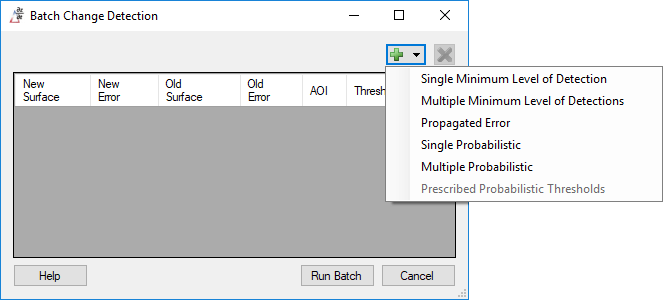 Batch Change Detection
New Surface
New Error
Old Surface
Old Error
AOI
Single Minimum Level of Detection
Multiple Minimum Level of Detections
Propagated Error
Single Probabilistic
Multiple Probabilistic
Prescribed Probabilistic Thresholds
Help
Run Batch
Cancel